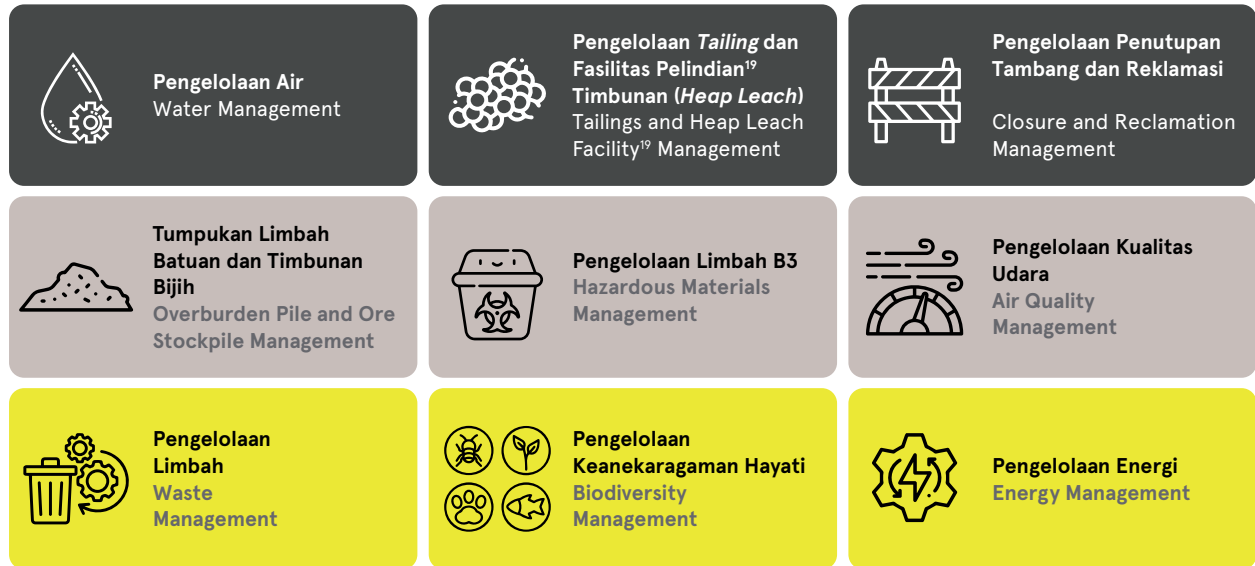 Pengelolaan Air
Water Management
Pengelolaan Tailing dan
Fasilitas Pelindian¹⁹
Timbunan (Heap Leach)
Tailings and Heap Leach
Facility¹⁹ Management
Pengelolaan Penutupan
Tambang dan Reklamasi
Closure and Reclamation
Management
Tumpukan Limbah
Batuan dan Timbunan
Bijih
Overburden Pile and Ore
Stockpile Management
Pengelolaan Limbah B3
Hazardous Materials
Management
Pengelolaan Kualitas
Udara
Air Quality
Management
Pengelolaan
Limbah
Waste
Management
Pengelolaan
Keanekaragaman Hayati
Biodiversity
Management
Pengelolaan Energi
Energy Management